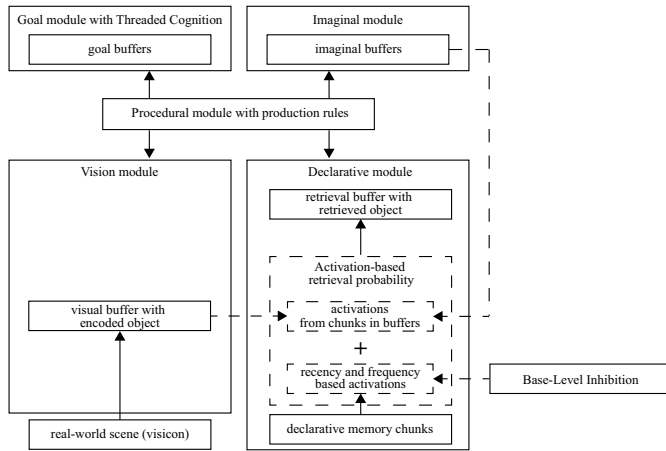 Goal module with Threaded Cognition
goal buffers
Imaginal module
imaginal buffers
Procedural module with production rules
Vision module
visual buffer with
encoded object
real-world scene (visicon)
Declarative module
retrieval buffer with
retrieved object
Activation-based
retrieval probability
activations
from chunks in buffers
+
recency and frequency
based activations
declarative memory chunks
Base-Level Inhibition